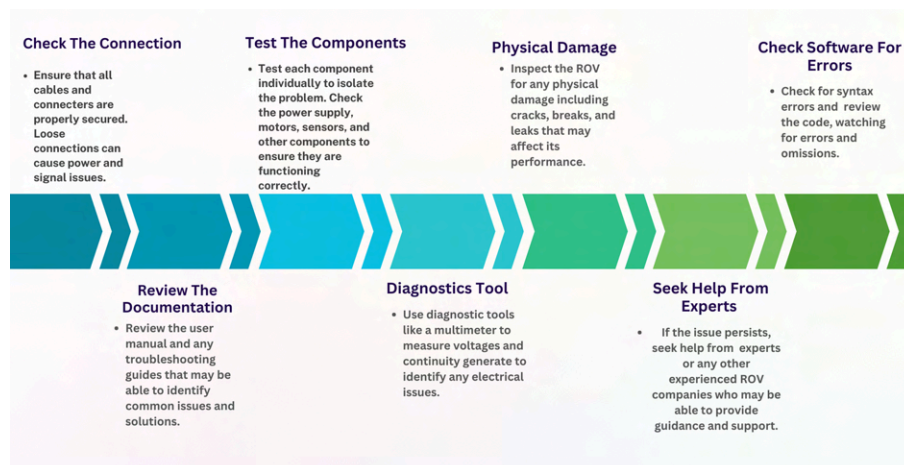 Check The Connection
• Ensure that all
cables and
connecters are
properly secured.
Loose
connections can
cause power and
signal issues.
Review The
Documentation
• Review the user
manual and any
troubleshooting
guides that may be
able to identify
common issues and
solutions.
Test The Components
• Test each component
individually to isolate
the problem. Check
the power supply,
motors, sensors, and
other components to
ensure they are
functioning
correctly.
Diagnostics Tool
• Use diagnostic tools
like a multimeter to
measure voltages and
continuity generate to
identify any electrical
issues.
Physical Damage
• Inspect the ROV
for any physical
damage including
cracks, breaks, and
leaks that may
affect its
performance.
Seek Help From
Experts
• If the issue persists,
seek help from experts
or any other
experienced ROV
companies who may be
able to provide
guidance and support.
Check Software For
Errors
• Check for syntax
errors and review
the code, watching
for errors and
omissions.